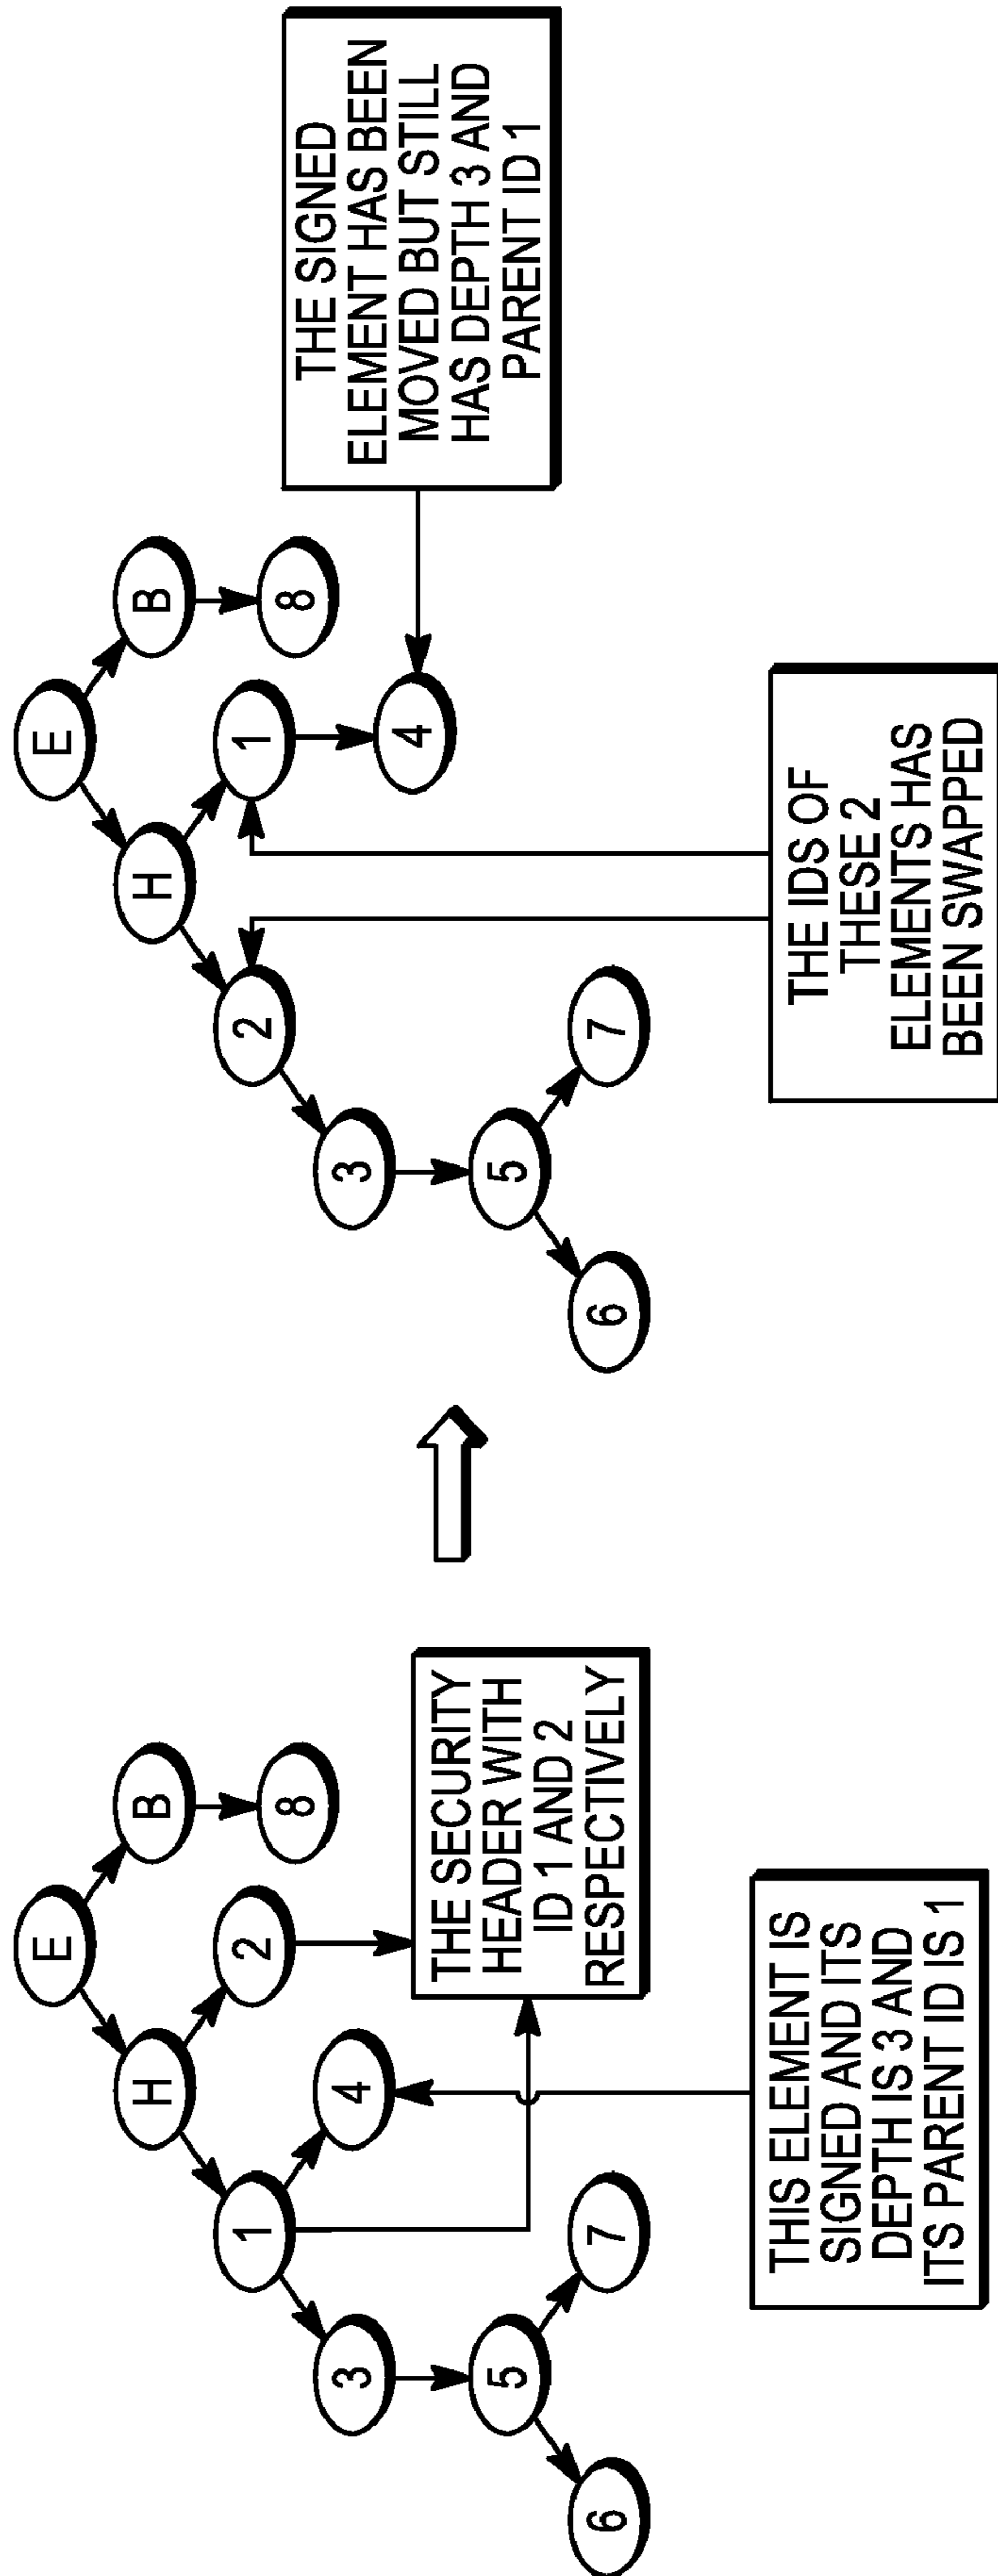 E
H
B
1
2
8
3
4
5
6
7
THE SECURITY
HEADER WITH
ID 1 AND 2
RESPECTIVELY
THIS ELEMENT IS
SIGNED AND ITS
DEPTH IS 3 AND
ITS PARENT ID IS 1
E
H
B
2
1
8
3
4
5
6
7
THE SIGNED
ELEMENT HAS BEEN
MOVED BUT STILL
HAS DEPTH 3 AND
PARENT ID 1
THE IDS OF
THESE 2
ELEMENTS HAS
BEEN SWAPPED